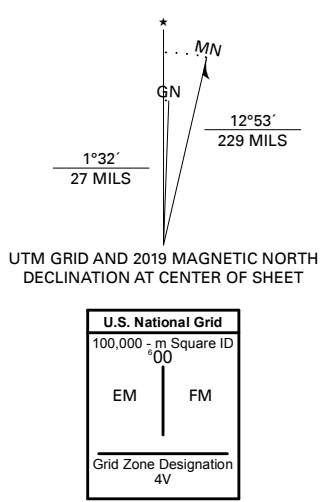 ★
MN
GN
12°53´
229 MILS
1°32´
27 MILS
UTM GRID AND 2019 MAGNETIC NORTH
DECLINATION AT CENTER OF SHEET
U.S. National Grid
100,000 - m Square ID
⁶00
EM FM
Grid Zone Designation
4V